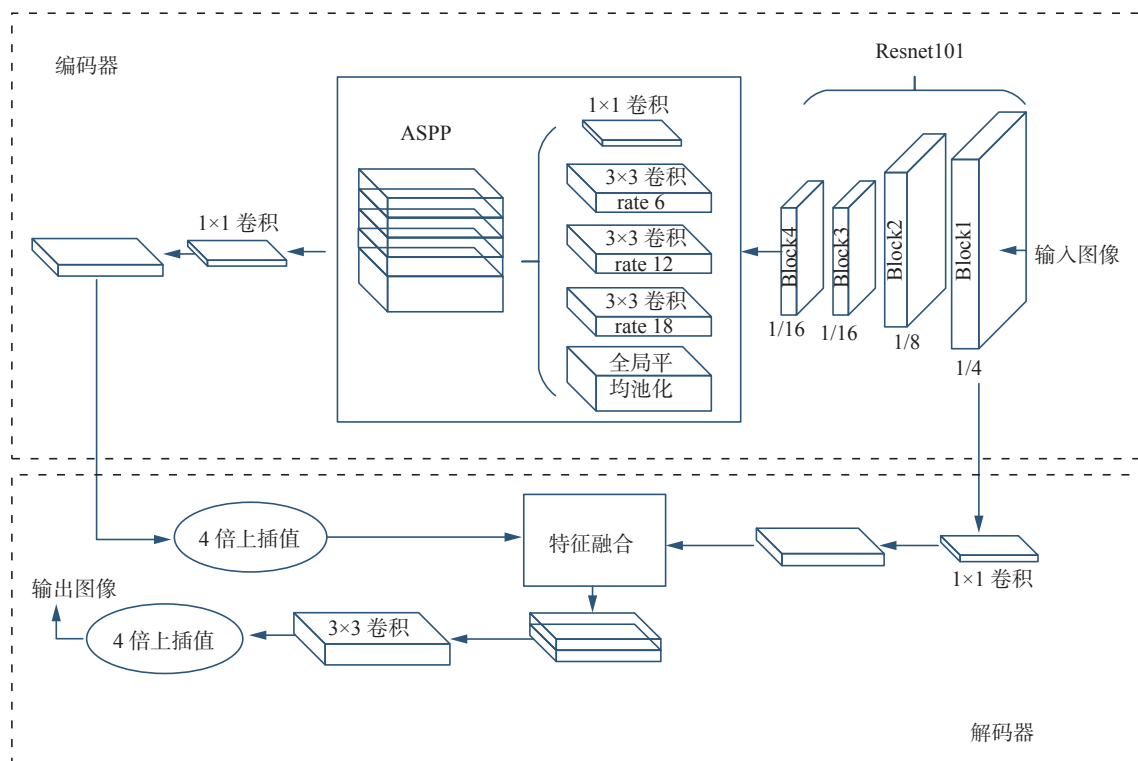 编码器
Resnet101
ASPP
1×1 卷积
3×3 卷积
rate 6
3×3 卷积
rate 12
3×3 卷积
rate 18
全局平
均池化
1×1 卷积
Block4
Block3
Block2
Block1
输入图像
1/16
1/16
1/8
1/4
4 倍上插值
特征融合
1×1 卷积
输出图像
4 倍上插值
3×3 卷积
解码器